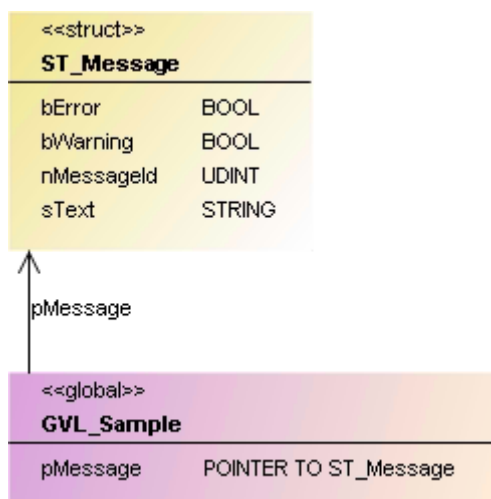 <<struct>>
ST_Message
bError BOOL
bWarning BOOL
nMessageId UDINT
sText STRING
pMessage
<<global>>
GVL_Sample
pMessage POINTER TO ST_Message